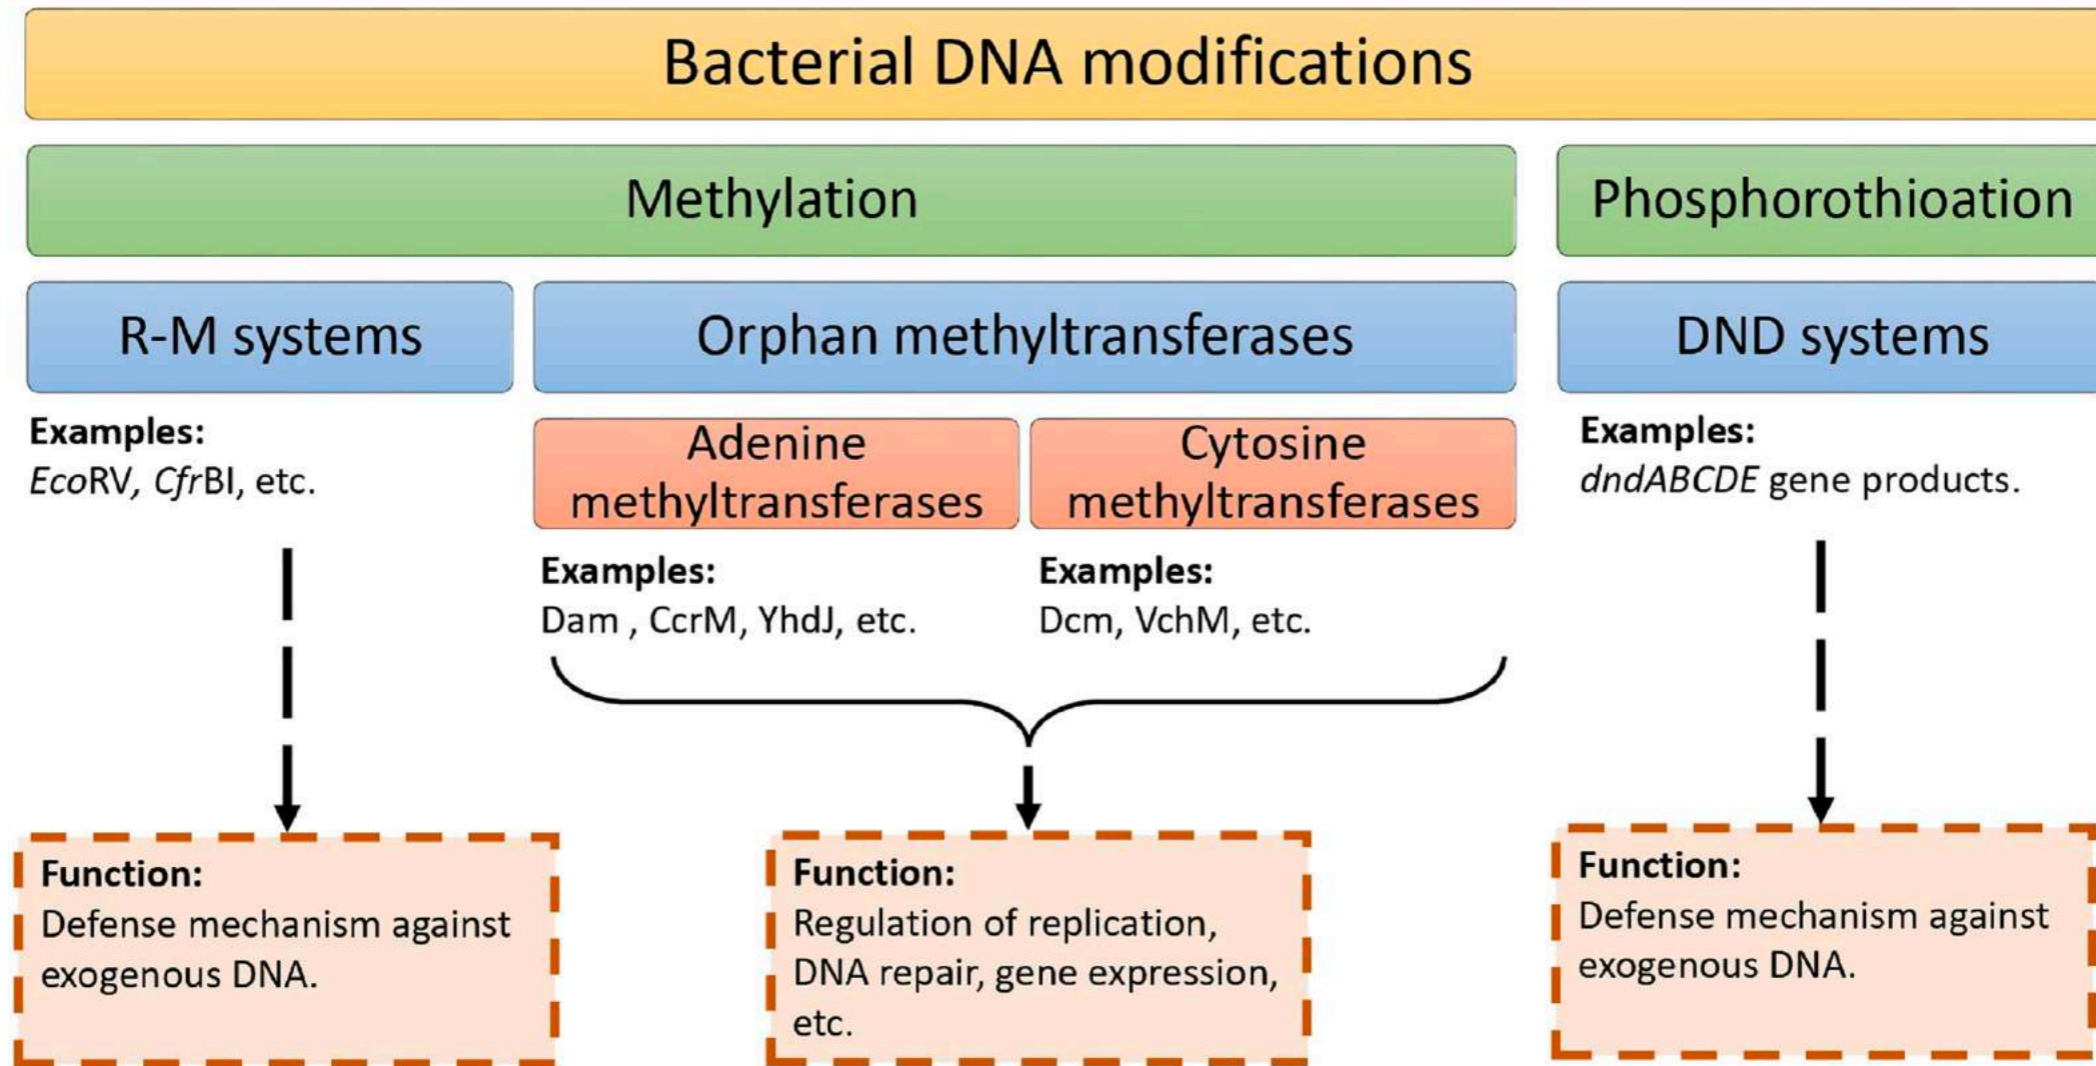 Bacterial DNA modifications
Methylation
Phosphorothioation
R-M systems
Orphan methyltransferases
DND systems
Examples:
EcoRV, CfrBI, etc.
Adenine
methyltransferases
Cytosine
methyltransferases
Examples:
dndABCDE gene products.
Examples:
Dam , CcrM, YhdJ, etc.
Examples:
Dcm, VchM, etc.
Function:
Defense mechanism against
exogenous DNA.
Function:
Regulation of replication,
DNA repair, gene expression,
etc.
Function:
Defense mechanism against
exogenous DNA.